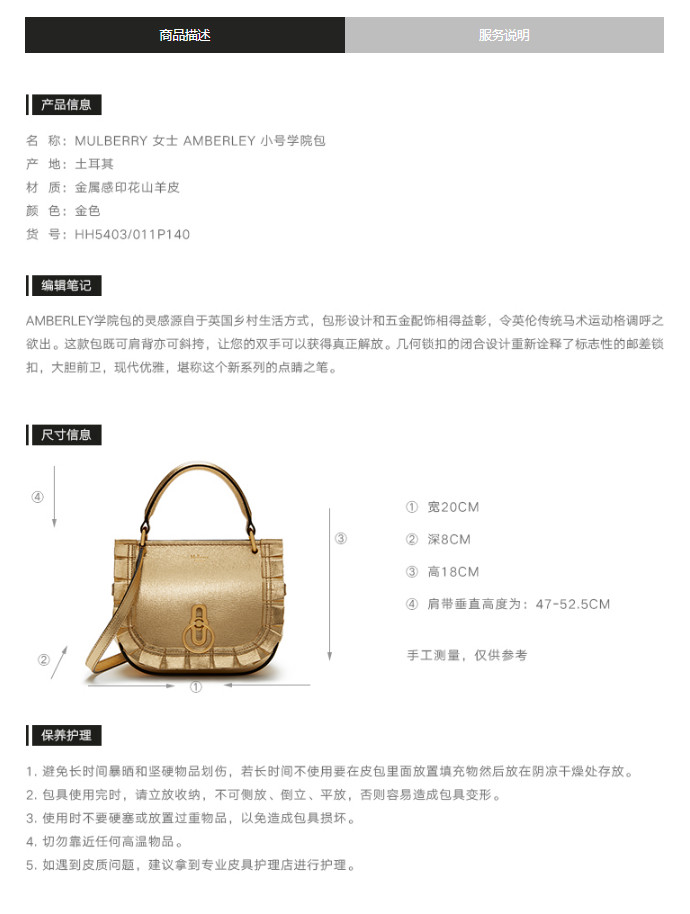 商品描述
服务说明
产品信息
名 称：MULBERRY 女士 AMBERLEY 小号学院包
产 地：土耳其
材 质：金属感印花山羊皮
颜 色：金色
货 号：HH5403/011P140
编辑笔记
AMBERLEY学院包的灵感源自于英国乡村生活方式，包形设计和五金配饰相得益彰，令英伦传统马术运动格调呼之
欲出。这款包既可肩背亦可斜挎，让您的双手可以获得真正解放。几何锁扣的闭合设计重新诠释了标志性的邮差锁
扣，大胆前卫，现代优雅，堪称这个新系列的点睛之笔。
尺寸信息
④
③
②
①
① 宽20CM
② 深8CM
③ 高18CM
④ 肩带垂直高度为：47-52.5CM
手工测量，仅供参考
保养护理
1. 避免长时间暴晒和坚硬物品划伤，若长时间不使用要在皮包里面放置填充物然后放在阴凉干燥处存放。
2. 包具使用完时，请立放收纳，不可侧放、倒立、平放，否则容易造成包具变形。
3. 使用时不要硬塞或放置过重物品，以免造成包具损坏。
4. 切勿靠近任何高温物品。
5. 如遇到皮质问题，建议拿到专业皮具护理店进行护理。